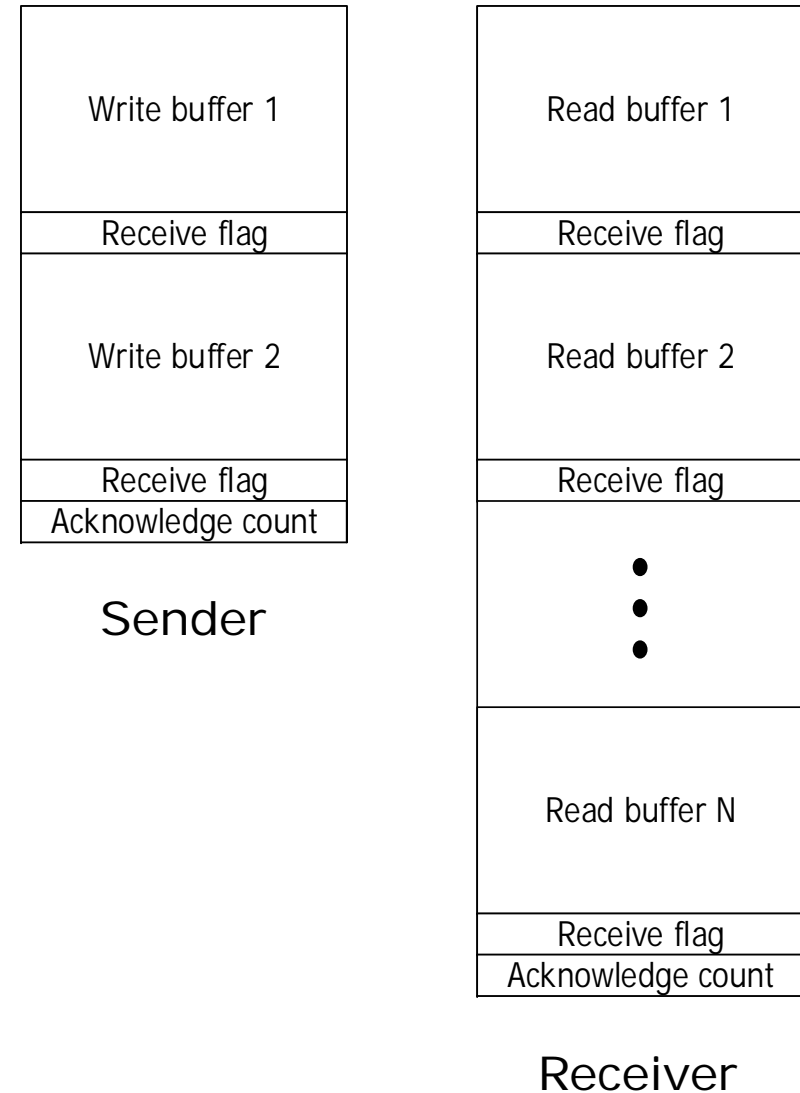 Write buffer 1
Receive flag
Write buffer 2
Receive flag
Acknowledge count
Sender
Read buffer 1
Receive flag
Read buffer 2
Receive flag
Read buffer N
Receive flag
Acknowledge count
Receiver